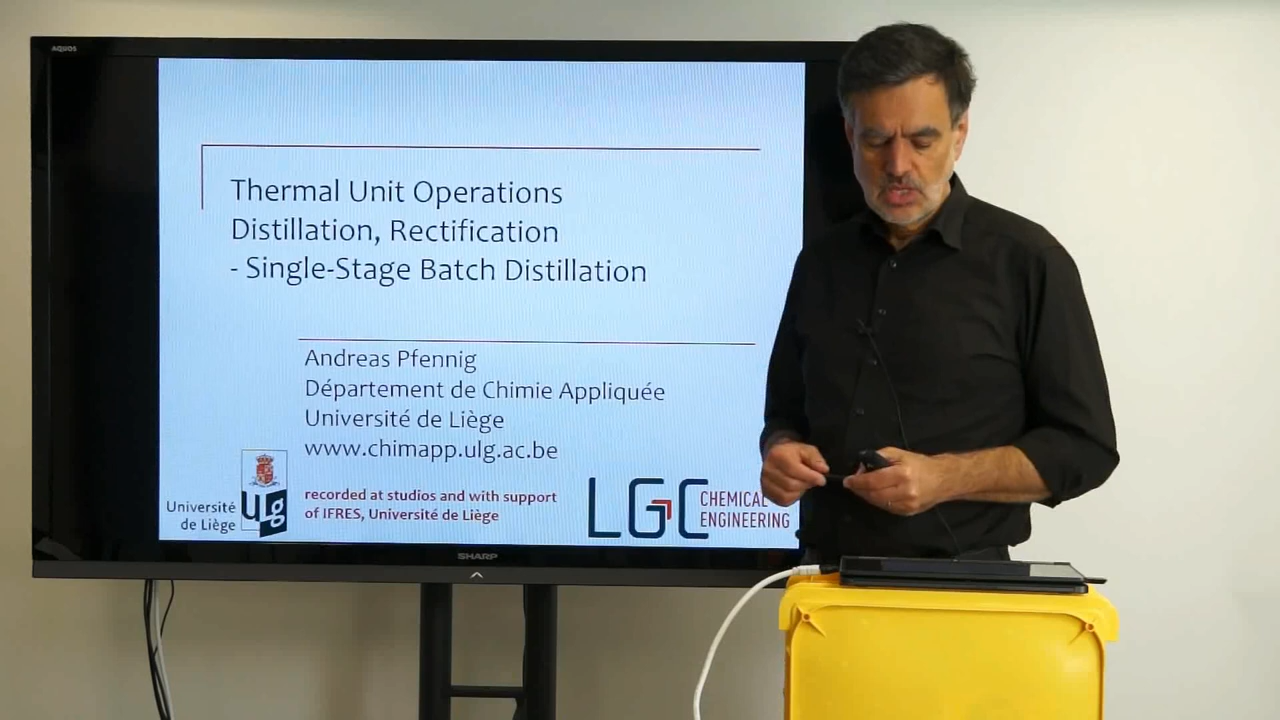 AQUOS
Thermal Unit Operations
Distillation, Rectification
- Single-Stage Batch Distillation
Andreas Pfennig
Département de Chimie Appliquée
Université de Liège
www.chimapp.ulg.ac.be
recorded at studios and with support
of IFRES, Université de Liège
Université
de Liège
ulg
LGC
CHEMICAL
ENGINEERING
SHARP